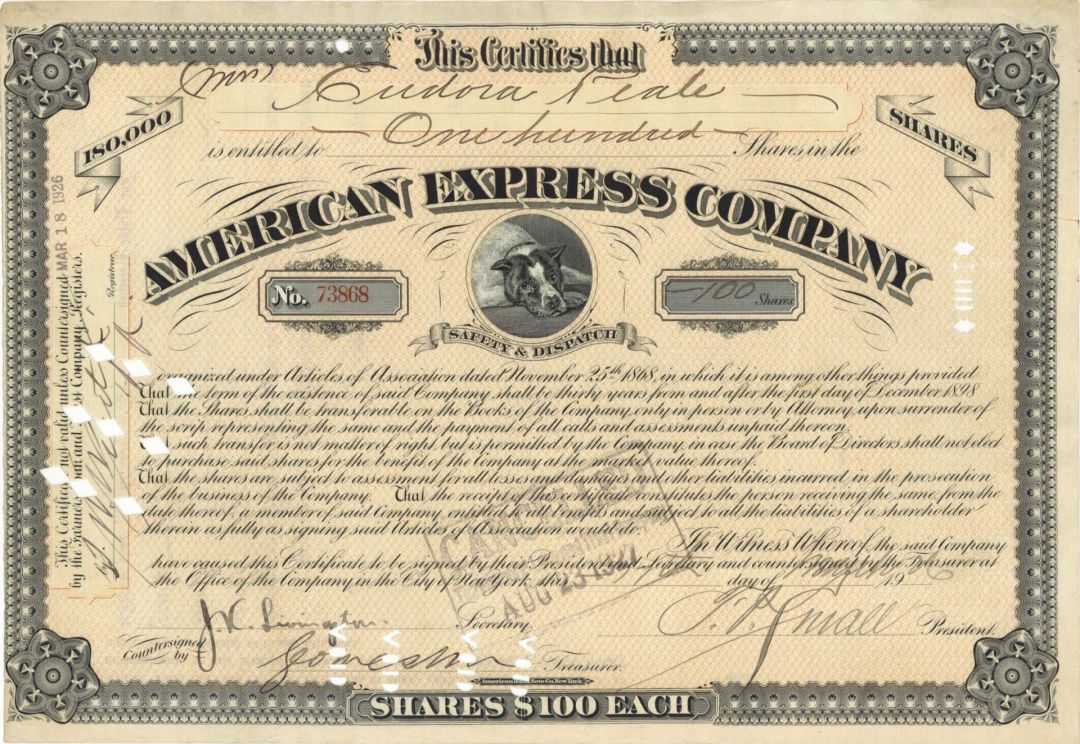 This Certifies that
Mrs Eudora Neale
180,000
SHARES
is entitled to One hundred Shares in the
AMERICAN EXPRESS COMPANY
No. 73868
100 Shares
SAFETY & DISPATCH
organized under Articles of Association dated November 25th 1868, in which it is among other things provided
That the term of the existence of said Company shall be thirty years from and after the first day of December 1898
That the Shares shall be transferable on the Books of the Company, only in person or by Attorney, upon surrender of
the scrip representing the same and the payment of all calls and assessments unpaid thereon.
That such transfer is not matter of right but is permitted by the Company, in case the Board of Directors shall not elect
to purchase said shares for the benefit of the Company at the market value thereof.
That the shares are subject to assessment for all losses and damages and other liabilities incurred, in the prosecution
of the business of the Company. That the receipt of this certificate constitutes the person receiving the same, from the
date thereof, a member of said Company, entitled to all benefits and subject to all the liabilities of a shareholder
therein as fully as signing said Articles of Association would do.
In Witness Whereof, the said Company
have caused this Certificate to be signed by their President and Secretary and countersigned by the Treasurer at
the Office of the Company in the City of New York, this day of 19
AUG
J. K. Livingston Secretary.
F. P. Small President.
Countersigned by
Treasurer.
VOID VOID VOID VOID
American Bank Note Co. New York
SHARES $100 EACH
This Certificate not valid unless Countersigned MAR 18 1926
by the Farmers Loan and Trust Company, Registers.
Registrar
100